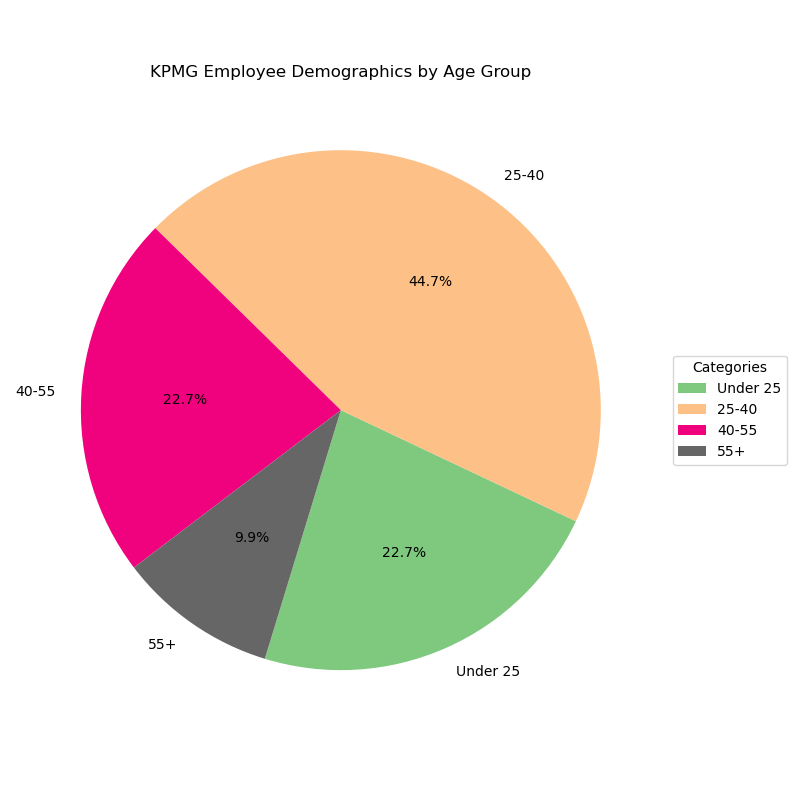 KPMG Employee Demographics by Age Group
25-40
44.7%
40-55
22.7%
55+
9.9%
Under 25
22.7%
Categories
Under 25
25-40
40-55
55+